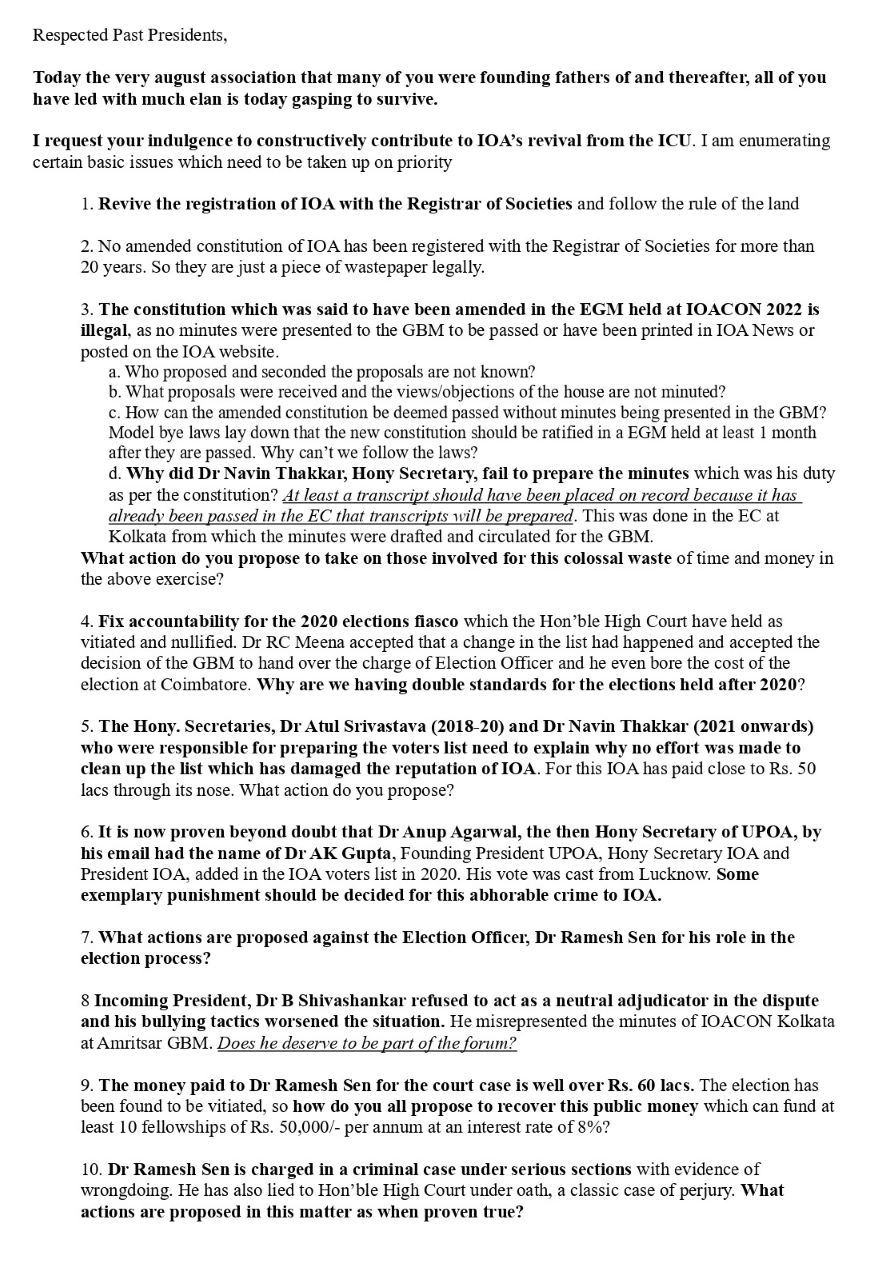 Respected Past Presidents,
Today the very august association that many of you were founding fathers of and thereafter, all of you
have led with much elan is today gasping to survive.
I request your indulgence to constructively contribute to IOA's revival from the ICU. I am enumerating
certain basic issues which need to be taken up on priority
1. Revive the registration of IOA with the Registrar of Societies and follow the rule of the land
2. No amended constitution of IOA has been registered with the Registrar of Societies for more than
20 years. So they are just a piece of wastepaper legally.
3. The constitution which was said to have been amended in the EGM held at IOACON 2022 is
illegal, as no minutes were presented to the GBM to be passed or have been printed in IOA News or
posted on the IOA website.
a. Who proposed and seconded the proposals are not known?
b. What proposals were received and the views/objections of the house are not minuted?
c. How can the amended constitution be deemed passed without minutes being presented in the GBM?
Model bye laws lay down that the new constitution should be ratified in a EGM held at least 1 month
after they are passed. Why can't we follow the laws?
d. Why did Dr Navin Thakkar, Hony Secretary, fail to prepare the minutes which was his duty
as per the constitution? At least a transcript should have been placed on record because it has
already been passed in the EC that transcripts will be prepared. This was done in the EC at
Kolkata from which the minutes were drafted and circulated for the GBM.
What action do you propose to take on those involved for this colossal waste of time and money in
the above exercise?
4. Fix accountability for the 2020 elections fiasco which the Hon'ble High Court have held as
vitiated and nullified. Dr RC Meena accepted that a change in the list had happened and accepted the
decision of the GBM to hand over the charge of Election Officer and he even bore the cost of the
election at Coimbatore. Why are we having double standards for the elections held after 2020?
5. The Hony. Secretaries, Dr Atul Srivastava (2018-20) and Dr Navin Thakkar (2021 onwards)
who were responsible for preparing the voters list need to explain why no effort was made to
clean up the list which has damaged the reputation of IOA. For this IOA has paid close to Rs. 50
lacs through its nose. What action do you propose?
6. It is now proven beyond doubt that Dr Anup Agarwal, the then Hony Secretary of UPOA, by
his email had the name of Dr AK Gupta, Founding President UPOA, Hony Secretary IOA and
President IOA, added in the IOA voters list in 2020. His vote was cast from Lucknow. Some
exemplary punishment should be decided for this abhorable crime to IOA.
7. What actions are proposed against the Election Officer, Dr Ramesh Sen for his role in the
election process?
8 Incoming President, Dr B Shivashankar refused to act as a neutral adjudicator in the dispute
and his bullying tactics worsened the situation. He misrepresented the minutes of IOACON Kolkata
at Amritsar GBM. Does he deserve to be part of the forum?
9. The money paid to Dr Ramesh Sen for the court case is well over Rs. 60 lacs. The election has
been found to be vitiated, so how do you all propose to recover this public money which can fund at
least 10 fellowships of Rs. 50,000/- per annum at an interest rate of 8%?
10. Dr Ramesh Sen is charged in a criminal case under serious sections with evidence of
wrongdoing. He has also lied to Hon'ble High Court under oath, a classic case of perjury. What
actions are proposed in this matter as when proven true?